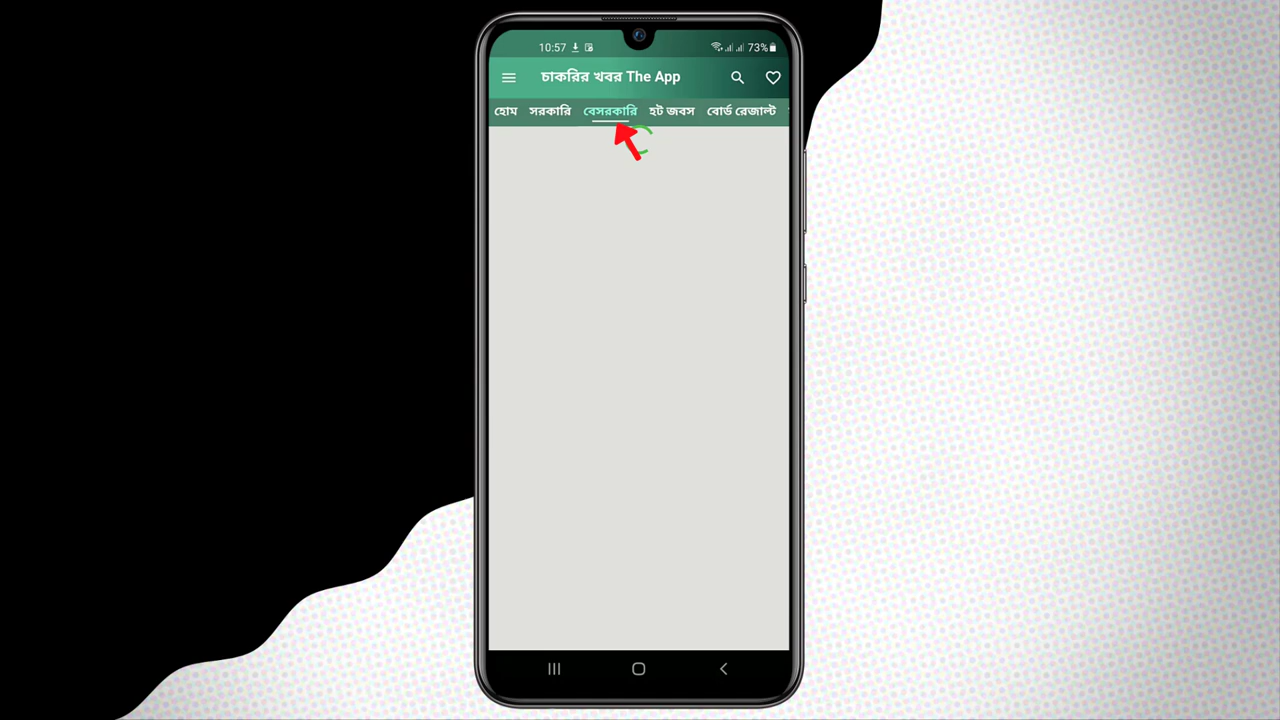 10:57 73%
চাকরির খবর The App
হোম সরকারি বেসরকারি হট জবস বোর্ড রেজাল্ট